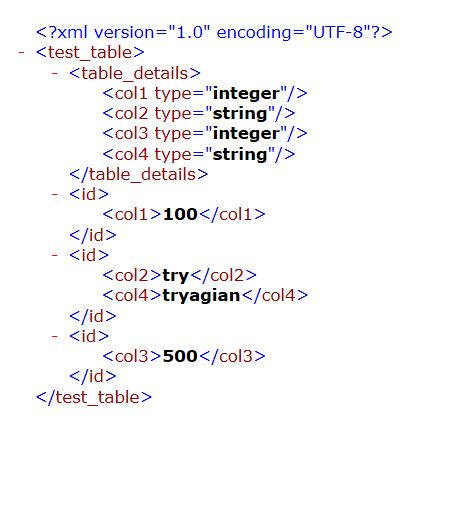 <?xml version="1.0" encoding="UTF-8"?>
- <test_table>
- <table_details>
<col1 type="integer"/>
<col2 type="string"/>
<col3 type="integer"/>
<col4 type="string"/>
</table_details>
- <id>
<col1>100</col1>
</id>
- <id>
<col2>try</col2>
<col4>tryagian</col4>
</id>
- <id>
<col3>500</col3>
</id>
</test_table>